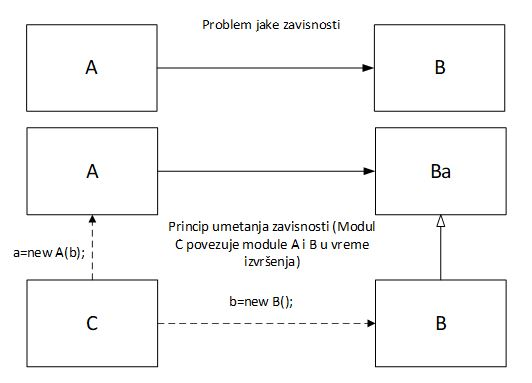 Problem jake zavisnosti
A
B
A
Ba
Princip umetanja zavisnosti (Modul
C povezuje module A i B u vreme
izvršenja)
a=new A(b);
b=new B();
C
B